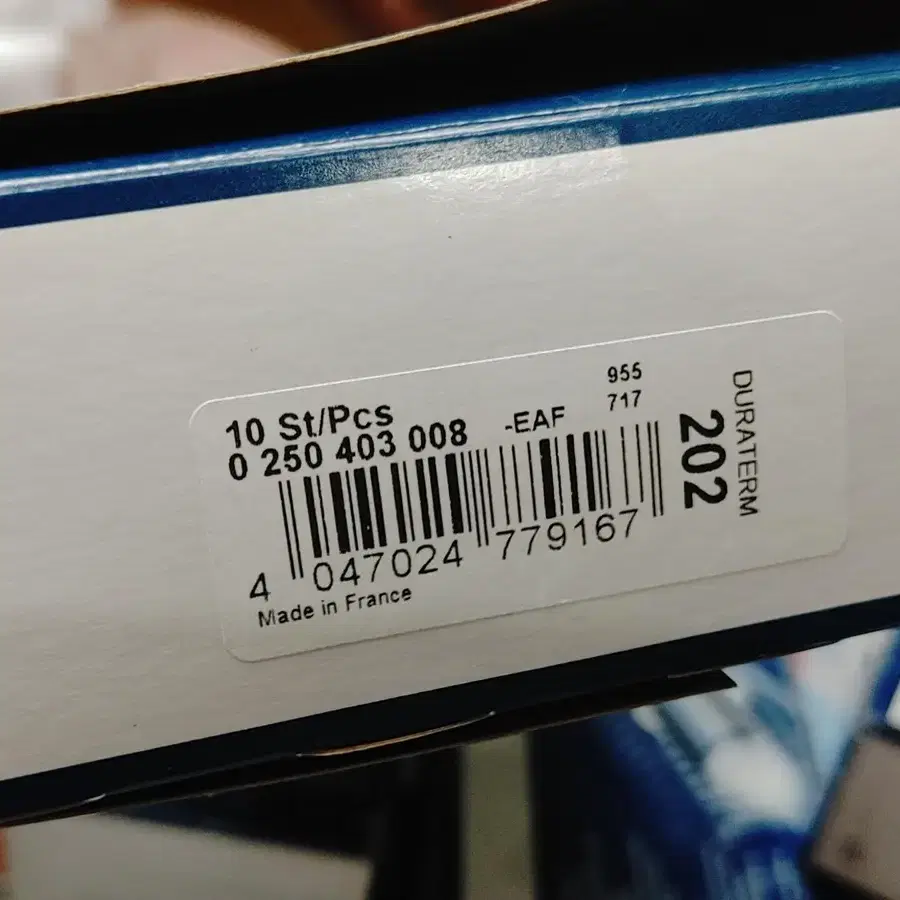 10 St/Pcs
0 250 403 008 -EAF
955
717
4 047024 779167
Made in France
DURATERM
202